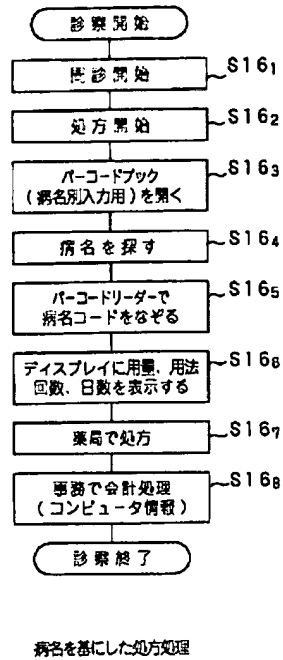 診察開始
問診開始
S16₁
処方開始
S16₂
バーコードブック
(病名別入力用)を開く
S16₃
病名を探す
S16₄
バーコードリーダーで
病名コードをなぞる
S16₅
ディスプレイに用量、用法
回数、日数を表示する
S16₆
薬局で処方
S16₇
事務で会計処理
(コンピュータ情報)
S16₈
診察終了
病名を基にした処方処理